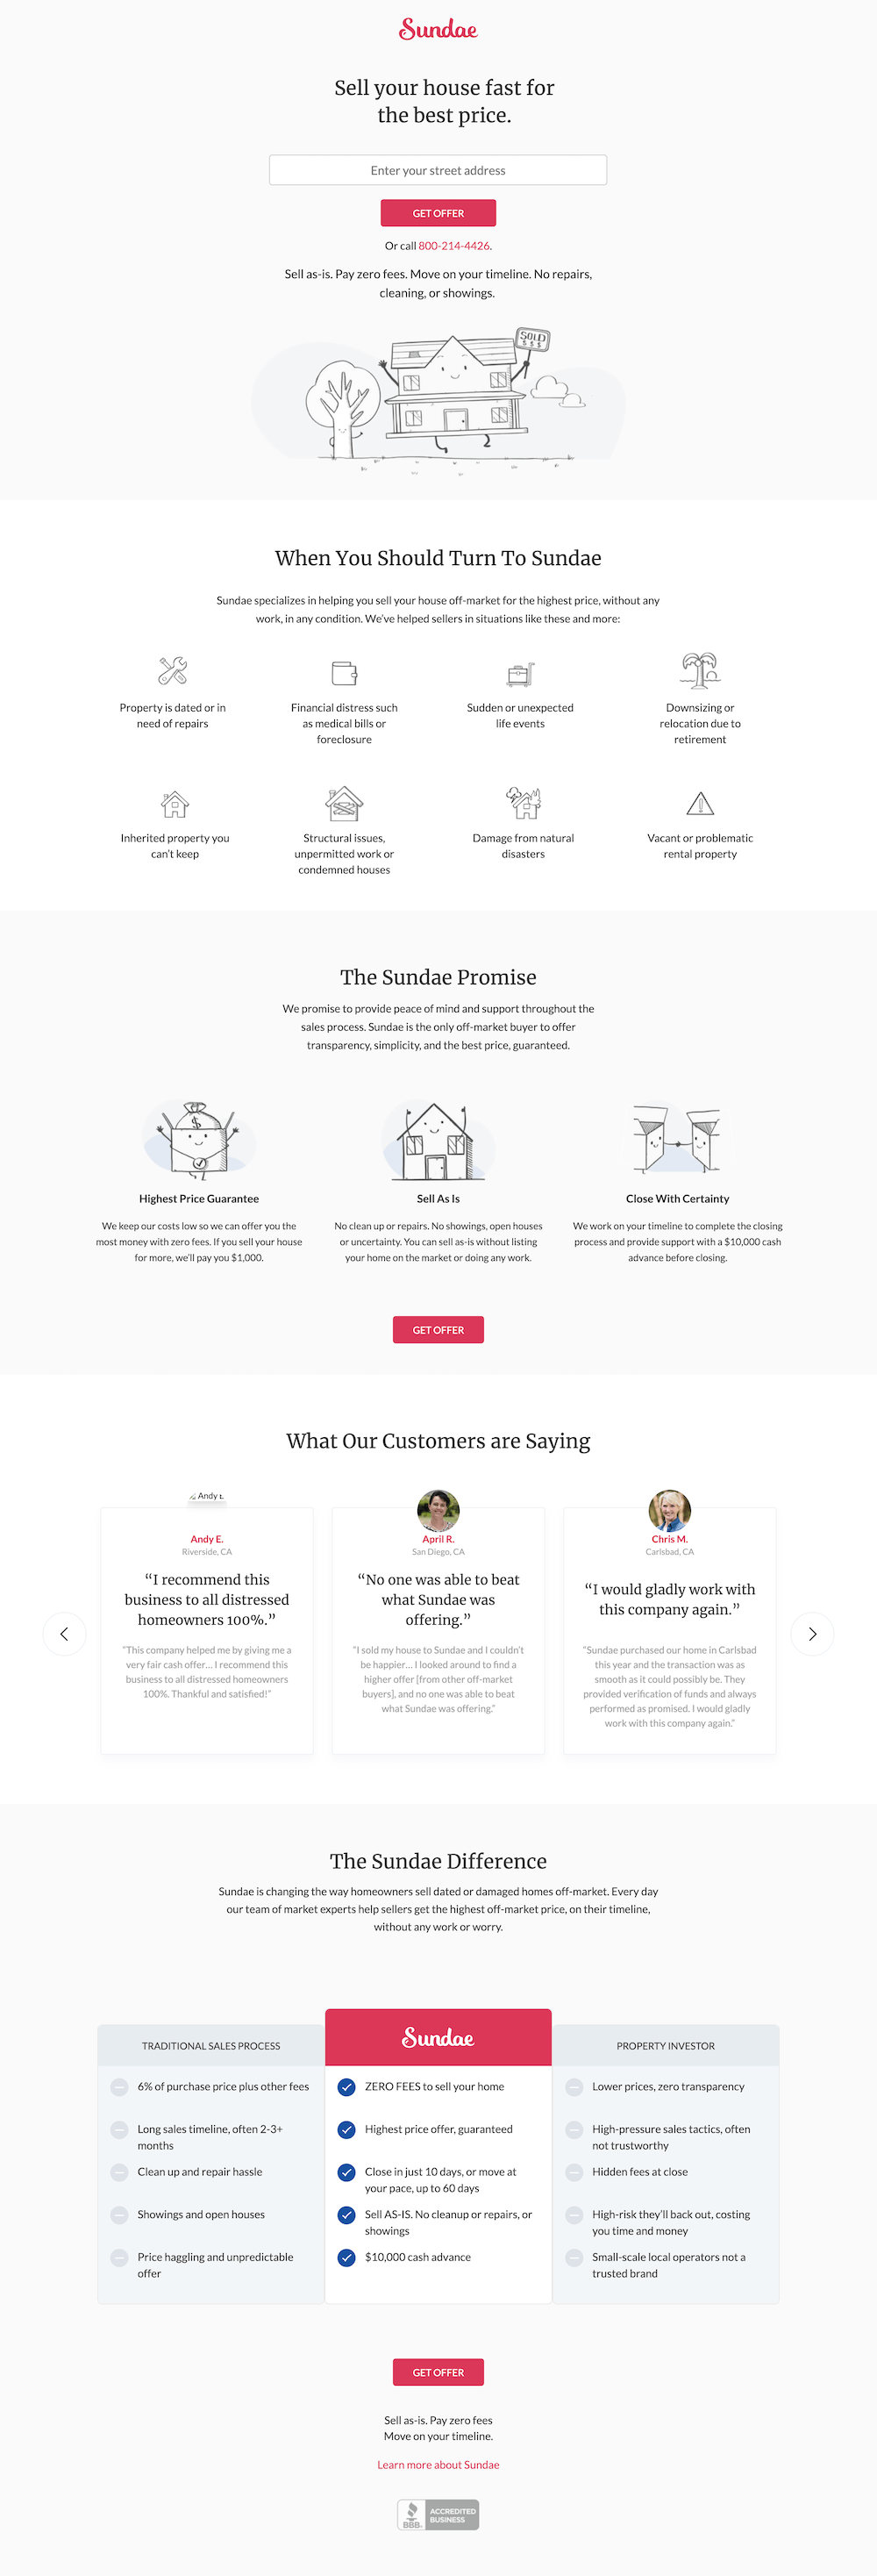 Sundae
Sell your house fast for
the best price.
Enter your street address
GET OFFER
Or call 800-214-4426.
Sell as-is. Pay zero fees. Move on your timeline. No repairs,
cleaning, or showings.
SOLD
$ $ $
When You Should Turn To Sundae
Sundae specializes in helping you sell your house off-market for the highest price, without any
work, in any condition. We've helped sellers in situations like these and more:
Property is dated or in
need of repairs
Financial distress such
as medical bills or
foreclosure
Sudden or unexpected
life events
Downsizing or
relocation due to
retirement
Inherited property you
can't keep
Structural issues,
unpermitted work or
condemned houses
Damage from natural
disasters
Vacant or problematic
rental property
The Sundae Promise
We promise to provide peace of mind and support throughout the
sales process. Sundae is the only off-market buyer to offer
transparency, simplicity, and the best price, guaranteed.
$
Highest Price Guarantee
We keep our costs low so we can offer you the
most money with zero fees. If you sell your house
for more, we'll pay you $1,000.
Sell As Is
No clean up or repairs. No showings, open houses
or uncertainty. You can sell as-is without listing
your home on the market or doing any work.
Close With Certainty
We work on your timeline to complete the closing
process and provide support with a $10,000 cash
advance before closing.
GET OFFER
What Our Customers are Saying
Andy E.
Andy E.
Riverside, CA
“I recommend this
business to all distressed
homeowners 100%.”
"This company helped me by giving me a
very fair cash offer... I recommend this
business to all distressed homeowners
100%. Thankful and satisfied!"
April R.
San Diego, CA
“No one was able to beat
what Sundae was
offering.”
"I sold my house to Sundae and I couldn't
be happier... I looked around to find a
higher offer [from other off-market
buyers], and no one was able to beat
what Sundae was offering."
Chris M.
Carlsbad, CA
“I would gladly work with
this company again.”
"Sundae purchased our home in Carlsbad
this year and the transaction was as
smooth as it could possibly be. They
provided verification of funds and always
performed as promised. I would gladly
work with this company again."
The Sundae Difference
Sundae is changing the way homeowners sell dated or damaged homes off-market. Every day
our team of market experts help sellers get the highest off-market price, on their timeline,
without any work or worry.
TRADITIONAL SALES PROCESS
6% of purchase price plus other fees
Long sales timeline, often 2-3+
months
Clean up and repair hassle
Showings and open houses
Price haggling and unpredictable
offer
Sundae
ZERO FEES to sell your home
Highest price offer, guaranteed
Close in just 10 days, or move at
your pace, up to 60 days
Sell AS-IS. No cleanup or repairs, or
showings
$10,000 cash advance
PROPERTY INVESTOR
Lower prices, zero transparency
High-pressure sales tactics, often
not trustworthy
Hidden fees at close
High-risk they'll back out, costing
you time and money
Small-scale local operators not a
trusted brand
GET OFFER
Sell as-is. Pay zero fees
Move on your timeline.
Learn more about Sundae
BBB.
ACCREDITED
BUSINESS